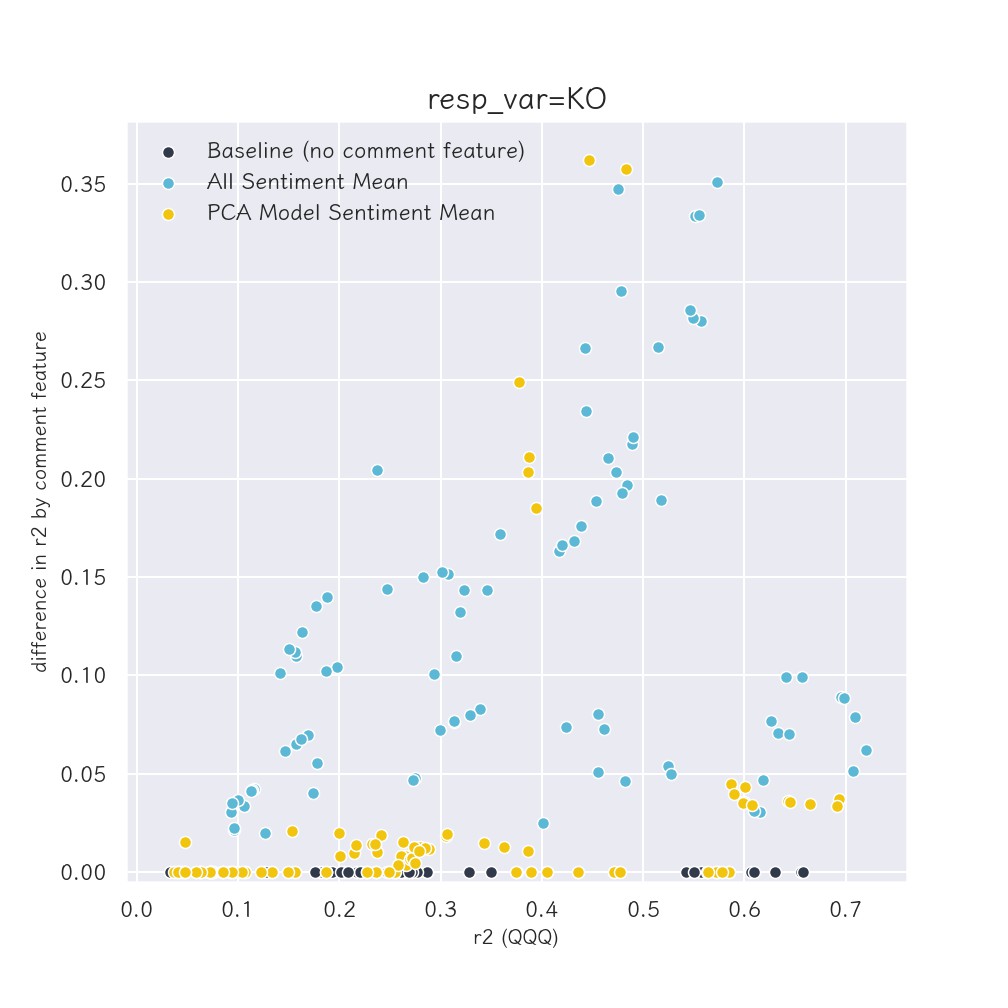 resp_var=KO
Baseline (no comment feature)
All Sentiment Mean
PCA Model Sentiment Mean
difference in r2 by comment feature
0.35
0.30
0.25
0.20
0.15
0.10
0.05
0.00
0.0 0.1 0.2 0.3 0.4 0.5 0.6 0.7
r2 (QQQ)